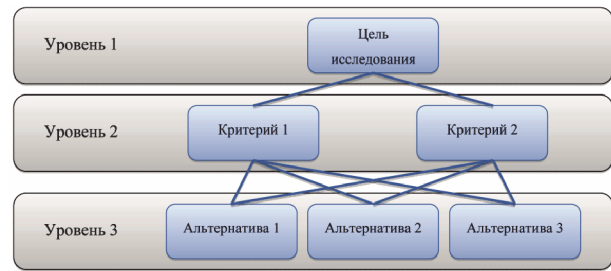 Уровень 1
Цель
исследования
Уровень 2
Критерий 1
Критерий 2
Уровень 3
Альтернатива 1
Альтернатива 2
Альтернатива 3